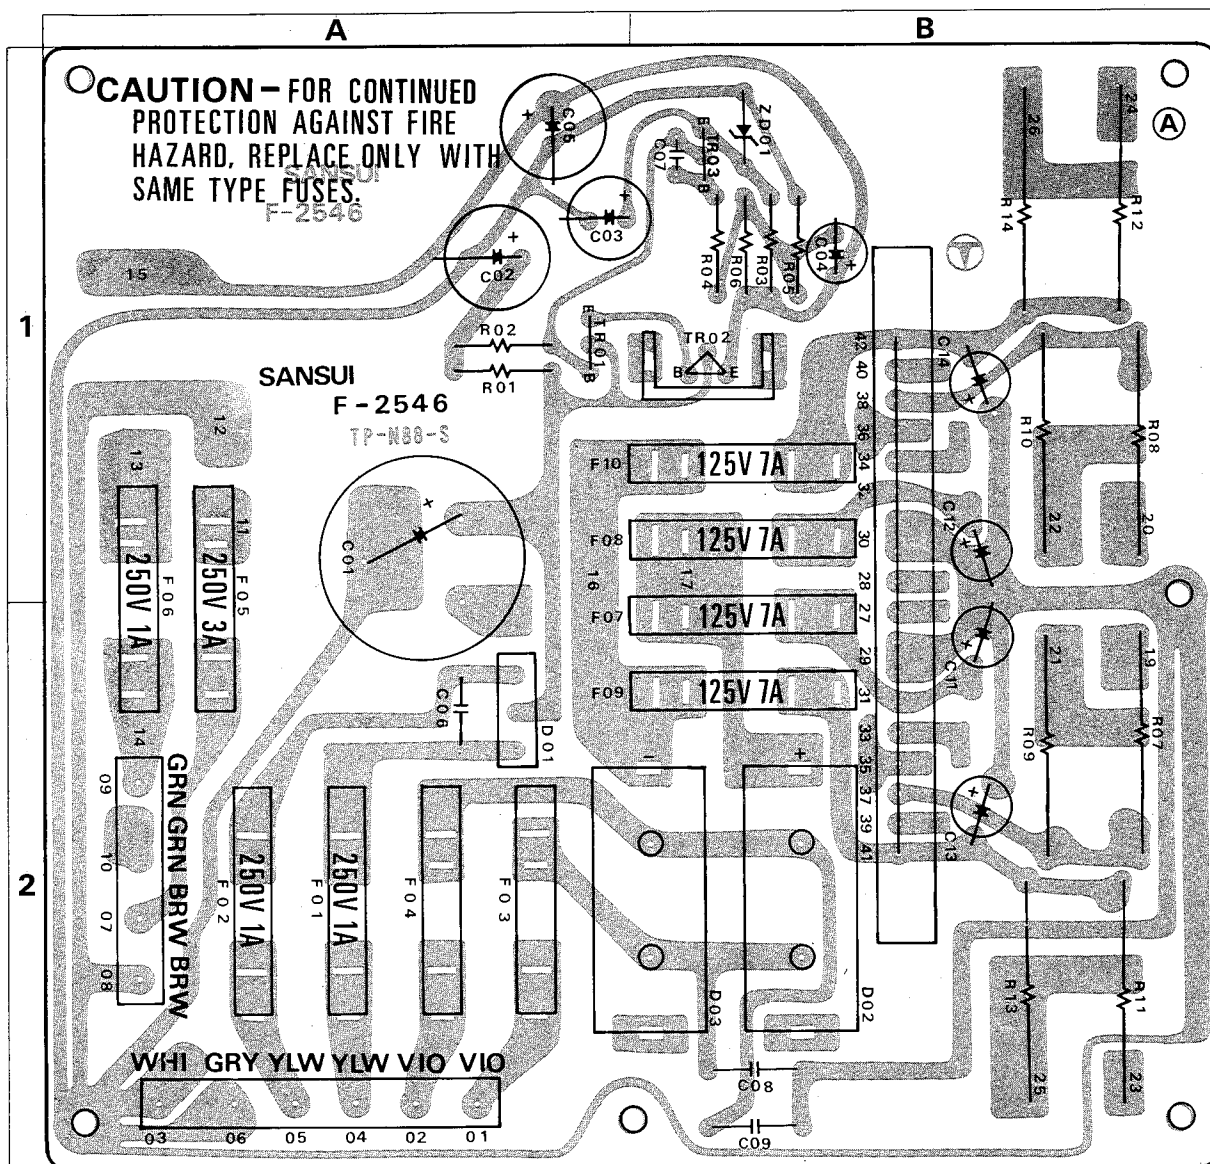 A
B
CAUTION – FOR CONTINUED
PROTECTION AGAINST FIRE
HAZARD, REPLACE ONLY WITH
SAME TYPE FUSES.
SANSUI
F-2546
C05
C07
E
TR03
B
ZD01
26
24
A
C03
C02
R04
R06
R03
R05
C04
R14
R12
15
1
R02
R01
E
TR01
B
TR02
B
E
SANSUI
F-2546
TP-N88-S
42
40
38
36
34
32
30
28
27
29
31
33
35
37
39
41
C14
R10
R08
12
13
11
F10
125V 7A
F08
125V 7A
16
17
F07
125V 7A
F09
125V 7A
C12
22
20
C01
250V 1A
F06
250V 3A
F05
C11
21
19
C06
D01
14
R09
R07
09
10
07
08
GRN GRN BRW BRW
C13
2
F02
250V 1A
F01
250V 1A
F04
F03
D03
D02
R13
R11
WHI GRY YLW YLW VIO VIO
03 06 05 04 02 01
C08
C09
25
23